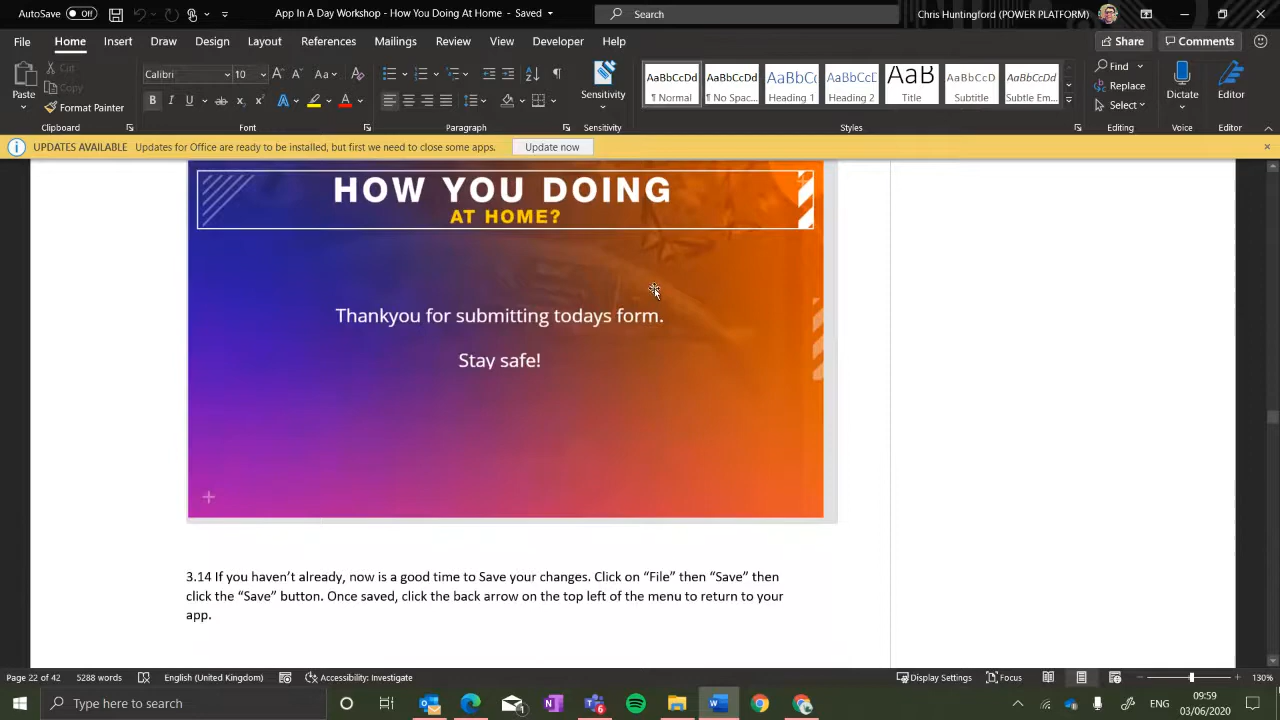 AutoSave Off App In A Day Workshop - How You Doing At Home - Saved Search Chris Huntingford (POWER PLATFORM)
File Home Insert Draw Design Layout References Mailings Review View Developer Help Share Comments
Paste Cut Copy Format Painter
Calibri 10
AaBbCcDd ¶ Normal
AaBbCcDd ¶ No Spac...
AaBbC( Heading 1
AaBbCcE Heading 2
AaB Title
AaBbCcD Subtitle
AaBbCcDd Subtle Em...
Find Replace Select
Sensitivity Dictate Editor
Clipboard Font Paragraph Sensitivity Styles Editing Voice Editor
UPDATES AVAILABLE Updates for Office are ready to be installed, but first we need to close some apps. Update now
HOW YOU DOING
AT HOME?
Thankyou for submitting todays form.
Stay safe!
3.14 If you haven't already, now is a good time to Save your changes. Click on “File” then “Save” then
click the “Save” button. Once saved, click the back arrow on the top left of the menu to return to your
app.
Page 22 of 42 5288 words English (United Kingdom) Accessibility: Investigate Display Settings Focus 130%
Type here to search ENG 09:59
03/06/2020